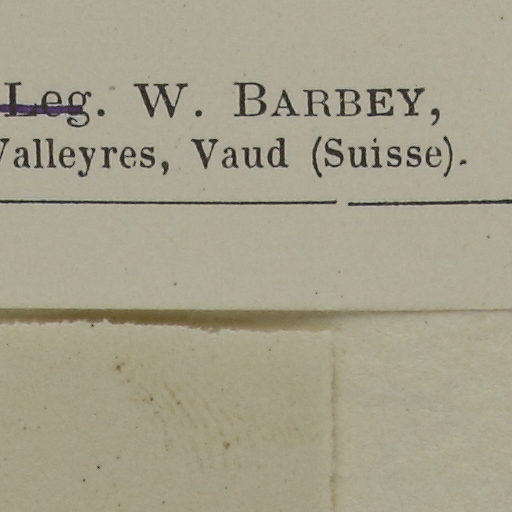 Leg. W. BARBEY,
Valleyres, Vaud (Suisse).